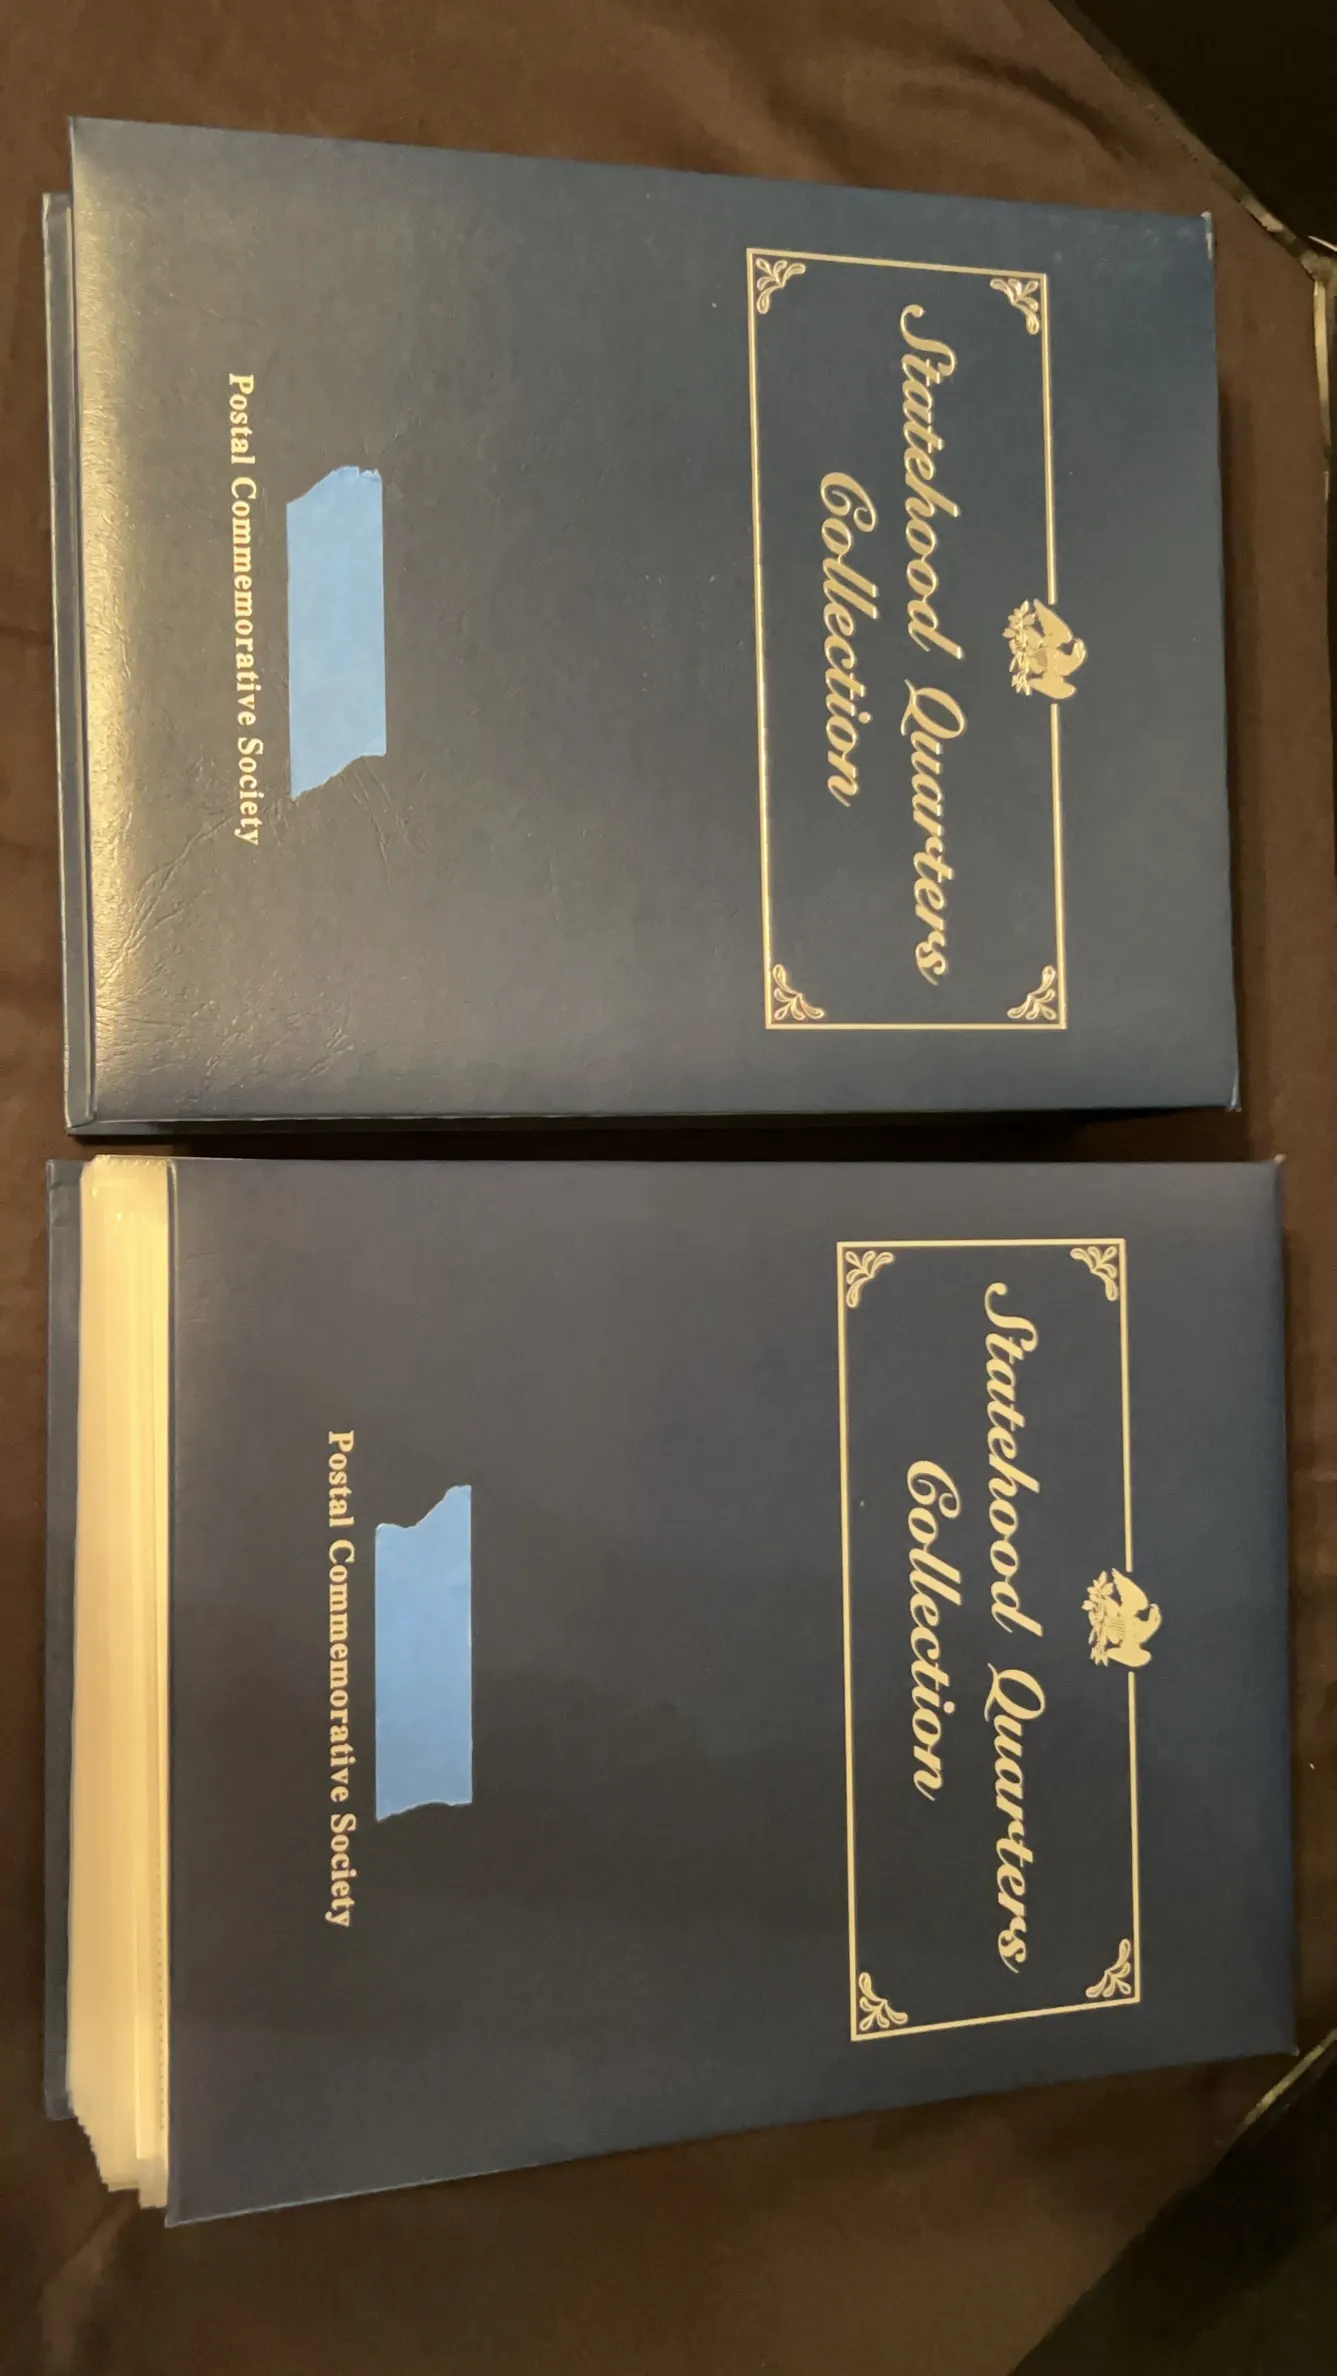 Statehood Quarters
Collection
Postal Commemorative Society
Statehood Quarters
Collection
Postal Commemorative Society